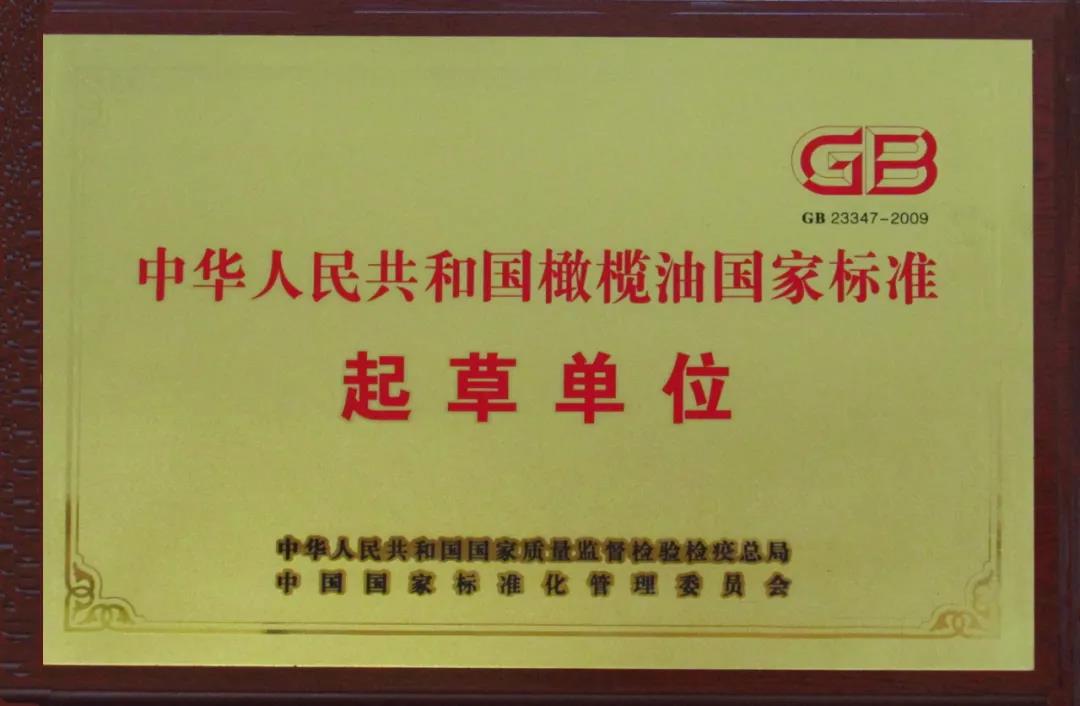 GB
GB 23347-2009
中华人民共和国橄榄油国家标准
起草单位
中华人民共和国国家质量监督检验检疫总局
中国国家标准化管理委员会